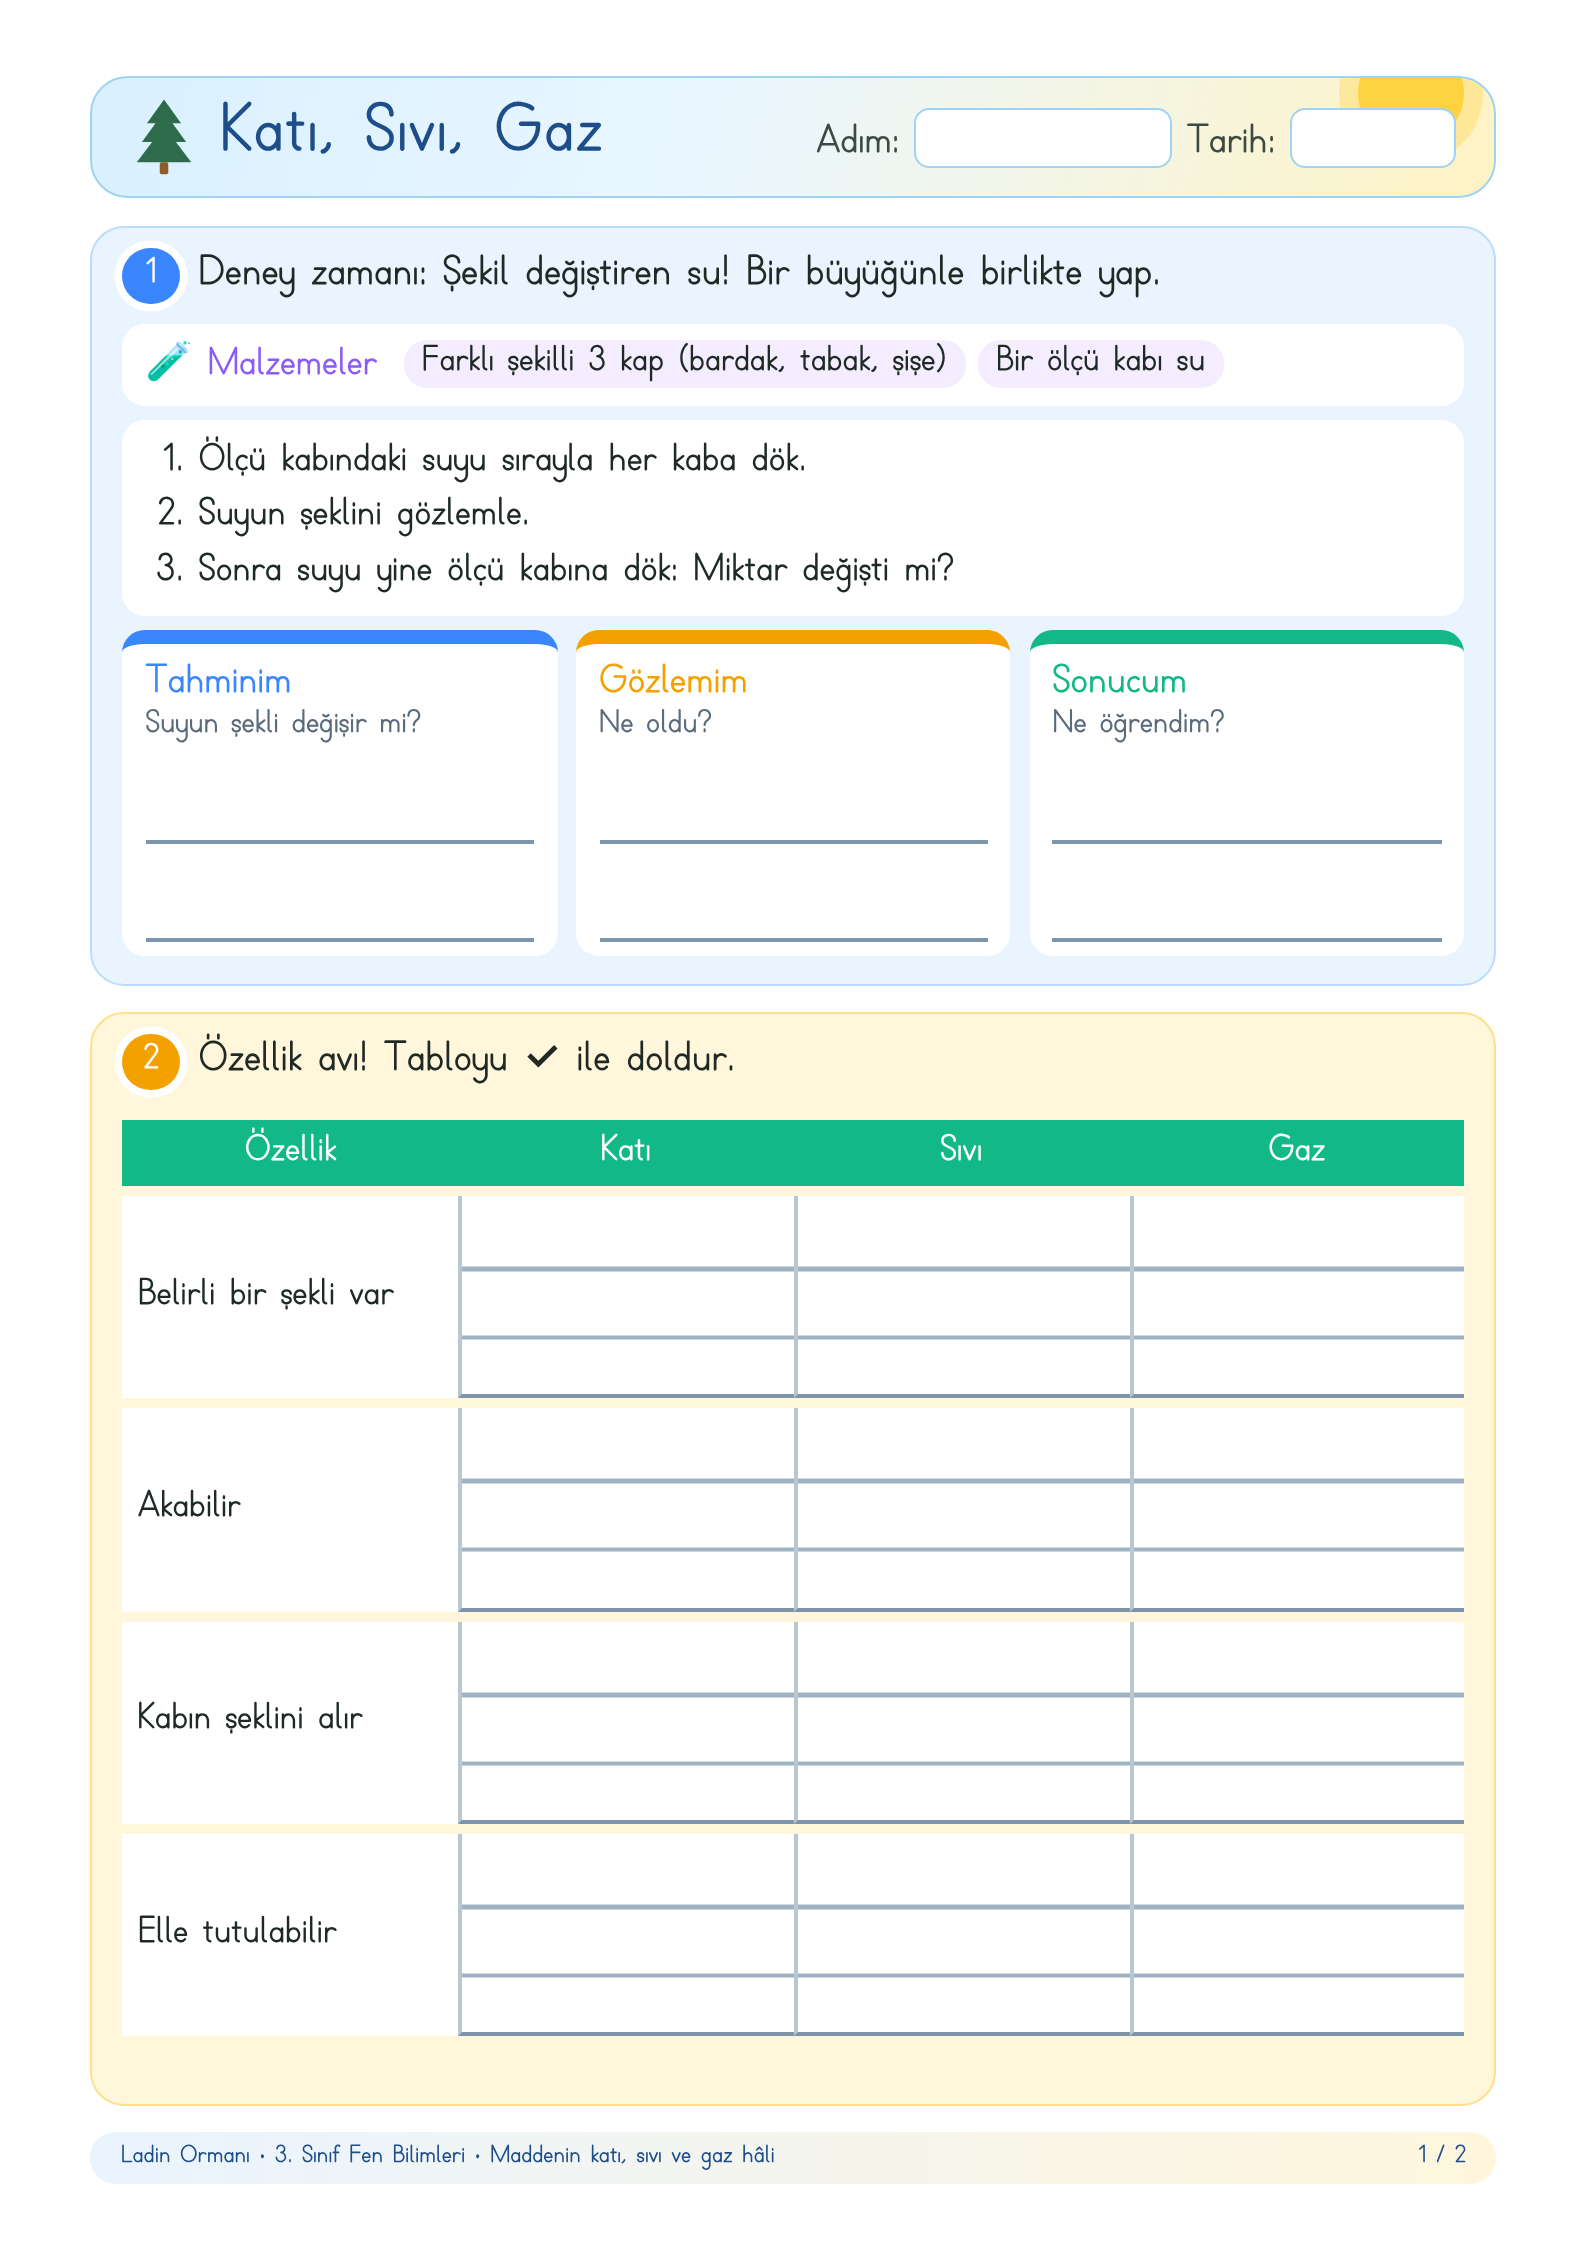 Katı, Sıvı, Gaz
Adım:
Tarih:
1 Deney zamanı: Şekil değiştiren su! Bir büyüğünle birlikte yap.
Malzemeler Farklı şekilli 3 kap (bardak, tabak, şişe) Bir ölçü kabı su
1. Ölçü kabındaki suyu sırayla her kaba dök.
2. Suyun şeklini gözlemle.
3. Sonra suyu yine ölçü kabına dök: Miktar değişti mi?
Tahminim
Suyun şekli değişir mi?
Gözlemim
Ne oldu?
Sonucum
Ne öğrendim?
2 Özellik avı! Tabloyu ✓ ile doldur.
Özellik Katı Sıvı Gaz
Belirli bir şekli var
Akabilir
Kabın şeklini alır
Elle tutulabilir
Ladin Ormanı • 3. Sınıf Fen Bilimleri • Maddenin katı, sıvı ve gaz hâli
1 / 2